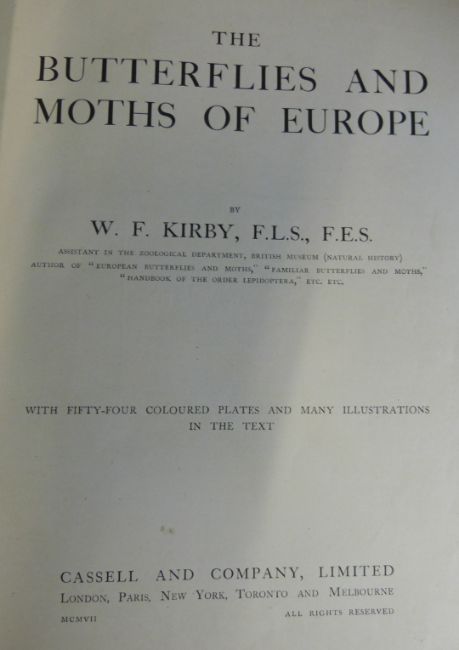 THE
BUTTERFLIES AND
MOTHS OF EUROPE
BY
W. F. KIRBY, F.L.S., F.E.S.
ASSISTANT IN THE ZOOLOGICAL DEPARTMENT, BRITISH MUSEUM (NATURAL HISTORY)
AUTHOR OF "EUROPEAN BUTTERFLIES AND MOTHS," "FAMILIAR BUTTERFLIES AND MOTHS,"
"HANDBOOK OF THE ORDER LEPIDOPTERA," ETC. ETC.
WITH FIFTY-FOUR COLOURED PLATES AND MANY ILLUSTRATIONS
IN THE TEXT
CASSELL AND COMPANY, LIMITED
LONDON, PARIS, NEW YORK, TORONTO AND MELBOURNE
MCMVII ALL RIGHTS RESERVED